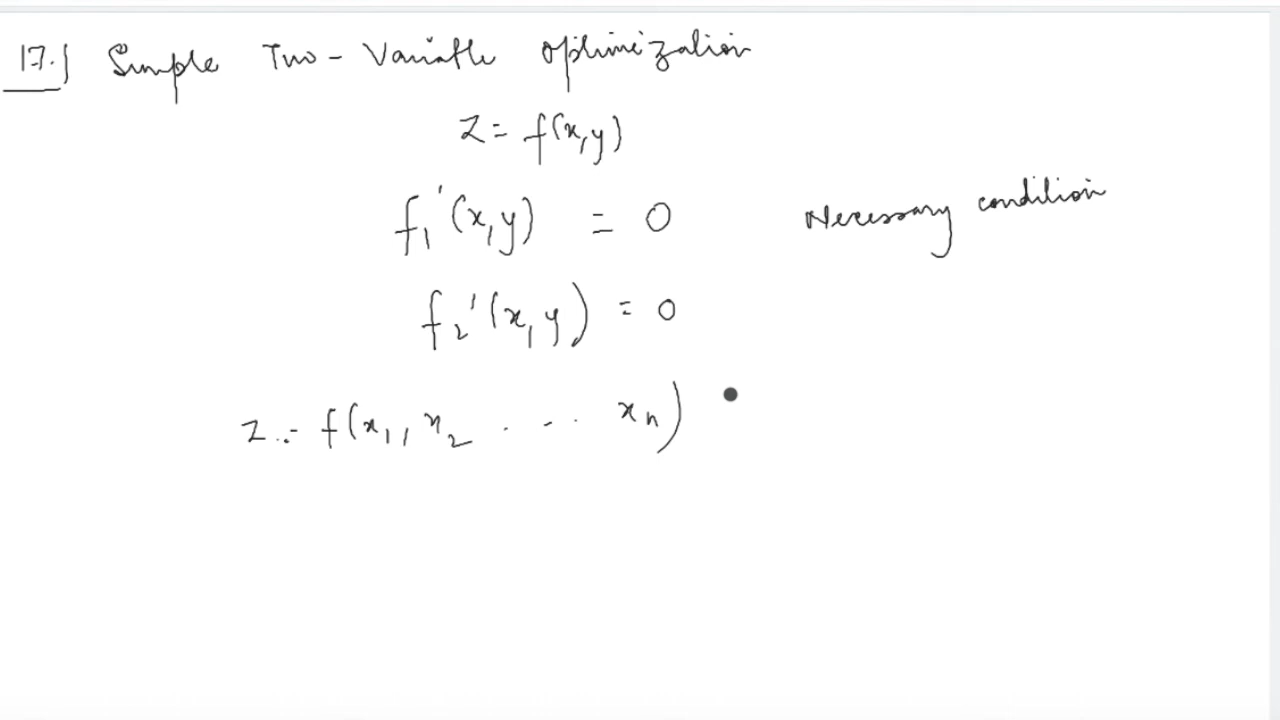 17.1 Simple Two-Variable optimization
z = f(x,y)
f₁'(x,y) = 0 Necessary condition
f₂'(x,y) = 0
z = f(x₁, x₂ . - . . xₙ)